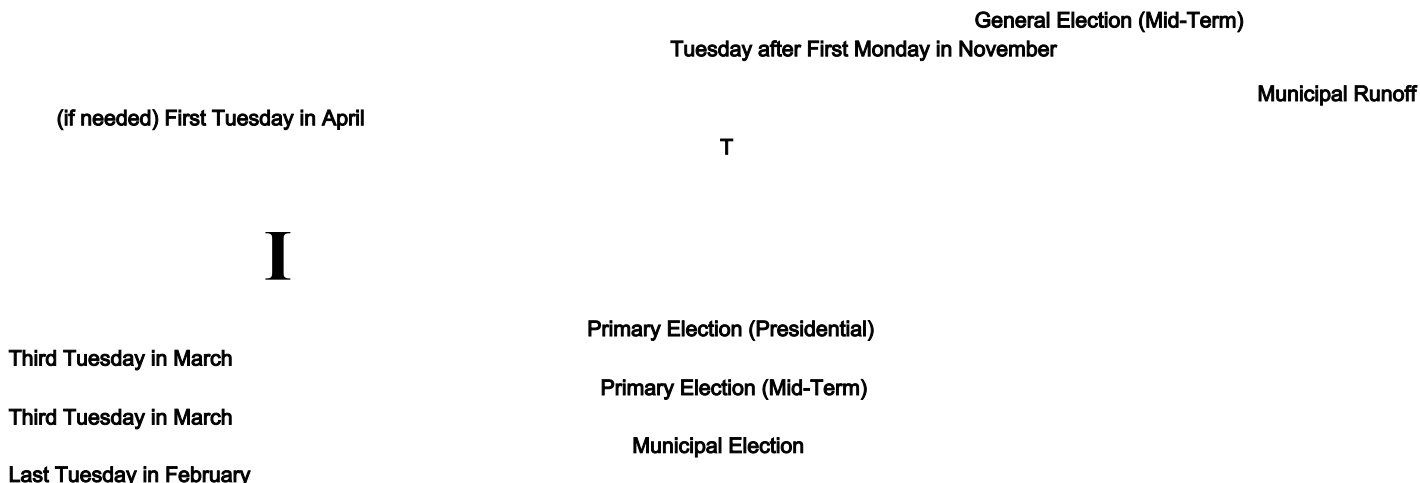 General Election (Mid-Term)
Tuesday after First Monday in November
Municipal Runoff
(if needed) First Tuesday in April
T
I
Primary Election (Presidential)
Third Tuesday in March
Primary Election (Mid-Term)
Third Tuesday in March
Municipal Election
Last Tuesday in February